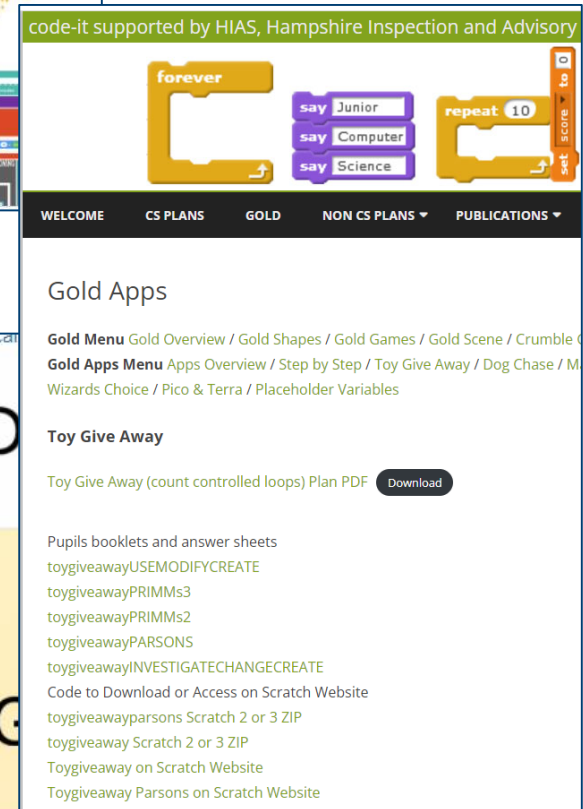 code-it supported by HIAS, Hampshire Inspection and Advisory
forever
say Junior
say Computer
say Science
repeat 10
set score to 0
WELCOME CS PLANS GOLD NON CS PLANS PUBLICATIONS
Gold Apps
Gold Menu Gold Overview / Gold Shapes / Gold Games / Gold Scene / Crumble
Gold Apps Menu Apps Overview / Step by Step / Toy Give Away / Dog Chase /
Wizards Choice / Pico & Terra / Placeholder Variables
Toy Give Away
Toy Give Away (count controlled loops) Plan PDF Download
Pupils booklets and answer sheets
toygiveawayUSEMODIFYCREATE
toygiveawayPRIMMs3
toygiveawayPRIMMs2
toygiveawayPARSONS
toygiveawayINVESTIGATECHANGECREATE
Code to Download or Access on Scratch Website
toygiveawayparsons Scratch 2 or 3 ZIP
toygiveaway Scratch 2 or 3 ZIP
Toygiveaway on Scratch Website
Toygiveaway Parsons on Scratch Website